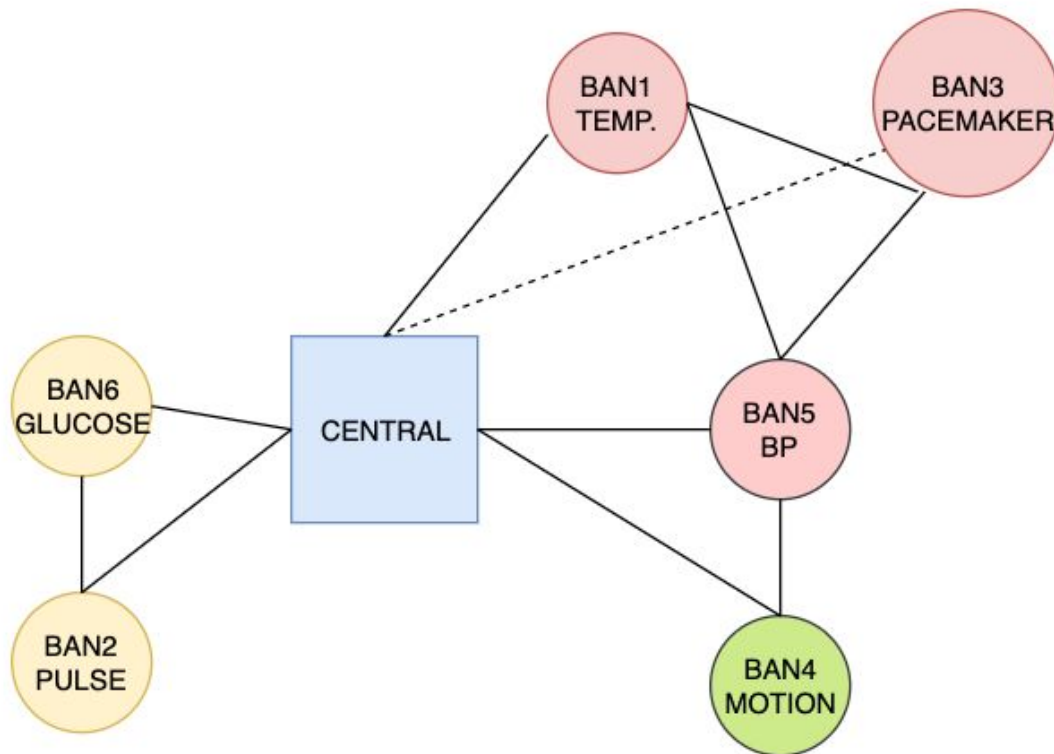 BAN1
TEMP.
BAN3
PACEMAKER
BAN6
GLUCOSE
CENTRAL
BAN5
BP
BAN2
PULSE
BAN4
MOTION